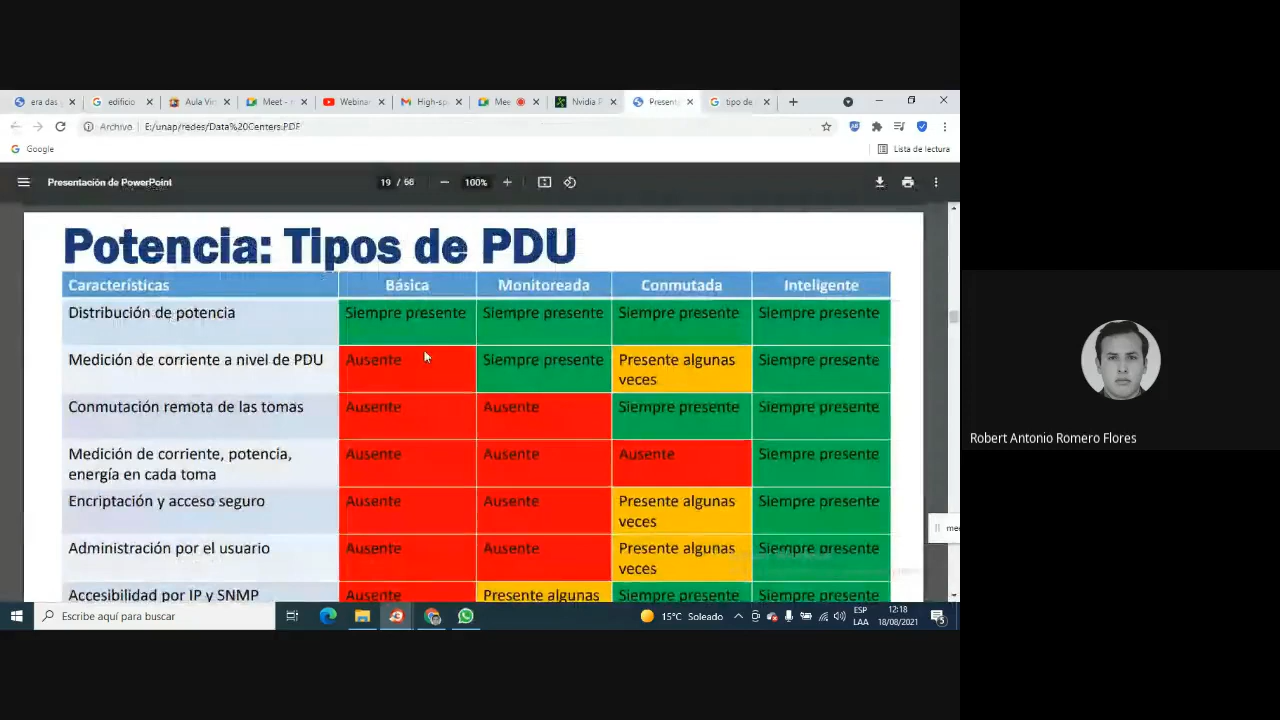 era das
edificio
Aula Vir
Meet -
Webinar
High-sp
Mee
Nvidia P
Present
tipo de
Archivo
E:/unap/redes/Data%20Centers.PDF
Google
Lista de lectura
Presentación de PowerPoint
19 / 68
100%
Potencia: Tipos de PDU
Características Básica Monitoreada Conmutada Inteligente
Distribución de potencia Siempre presente Siempre presente Siempre presente Siempre presente
Medición de corriente a nivel de PDU Ausente Siempre presente Presente algunas veces Siempre presente
Conmutación remota de las tomas Ausente Ausente Siempre presente Siempre presente
Medición de corriente, potencia, energía en cada toma Ausente Ausente Ausente Siempre presente
Encriptación y acceso seguro Ausente Ausente Presente algunas veces Siempre presente
Administración por el usuario Ausente Ausente Presente algunas veces Siempre presente
Accesibilidad por IP y SNMP Ausente Presente algunas Siempre presente Siempre presente
Robert Antonio Romero Flores
Escribe aquí para buscar
15°C Soleado
ESP
LAA
12:18
18/08/2021
5